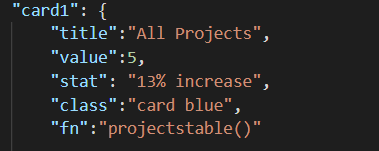 "card1": {
"title":"All Projects",
"value":5,
"stat": "13% increase",
"class":"card blue",
"fn":"projectstable()"